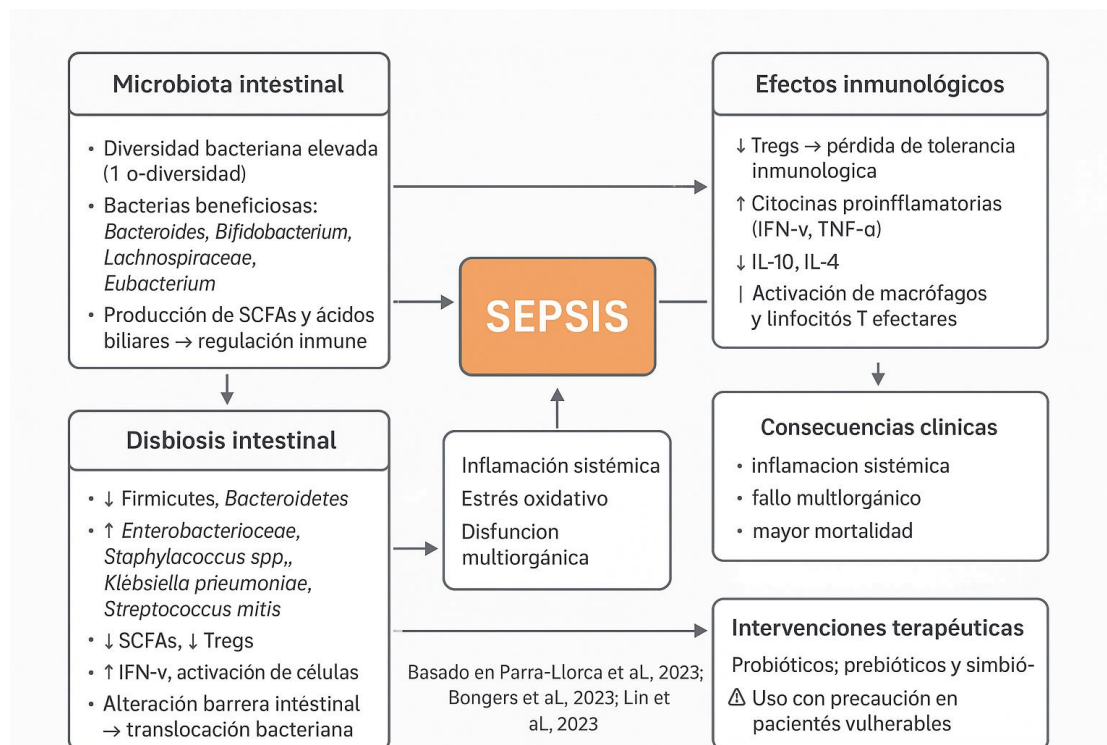 Microbiota intestinal
• Diversidad bacteriana elevada
(1 o-diversidad)
• Bacterias beneficiosas:
Bacteroides, Bifidobacterium,
Lachnospiraceae,
Eubacterium
• Producción de SCFAs y ácidos
biliares → regulación inmune
Disbiosis intestinal
• ↓ Firmicutes, Bacteroidetes
• ↑ Enterobacterioceae,
Staphylacoccus spp,,
Klèbsiella prieumoniae,
Streptococcus mitis
• ↓ SCFAs, ↓ Tregs
• ↑ IFN-v, activación de células
• Alteración barrera intéstinal
→ translocación bacteriana
SEPSIS
Inflamación sistémica
Estrés oxidativo
Disfuncion
multiorgánica
Basado en Parra-Llorca et aL, 2023;
Bongers et aL, 2023; Lin et
aL, 2023
Efectos inmunológicos
↓ Tregs → pérdida de tolerancia
inmunologica
↑ Citocinas proinfflamatorias
(IFN-v, TNF-α)
↓ IL-10, IL-4
| Activación de macrófagos
y linfocitós T efectares
Consecuencias clinicas
• inflamacion sistémica
• fallo multlorgánico
• mayor mortalidad
Intervenciones terapéuticas
Probióticos; prebióticos y simbió-
⚠ Uso con precaución en
pacientés vulnerables